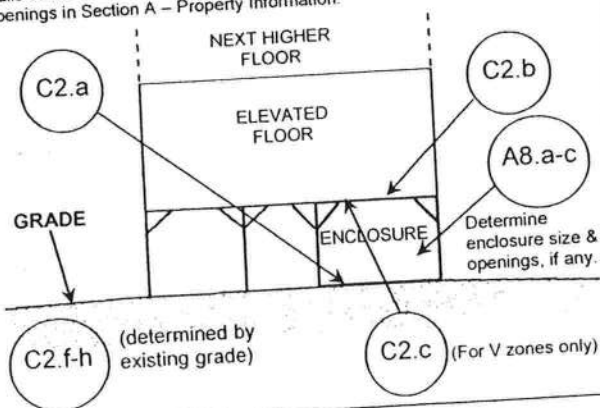 penings in Section A – Property Information.
NEXT HIGHER
FLOOR
C2.a
C2.b
ELEVATED
FLOOR
A8.a-c
GRADE
ENCLOSURE
Determine
enclosure size &
openings, if any.
C2.f-h
(determined by
existing grade)
C2.c
(For V zones only)